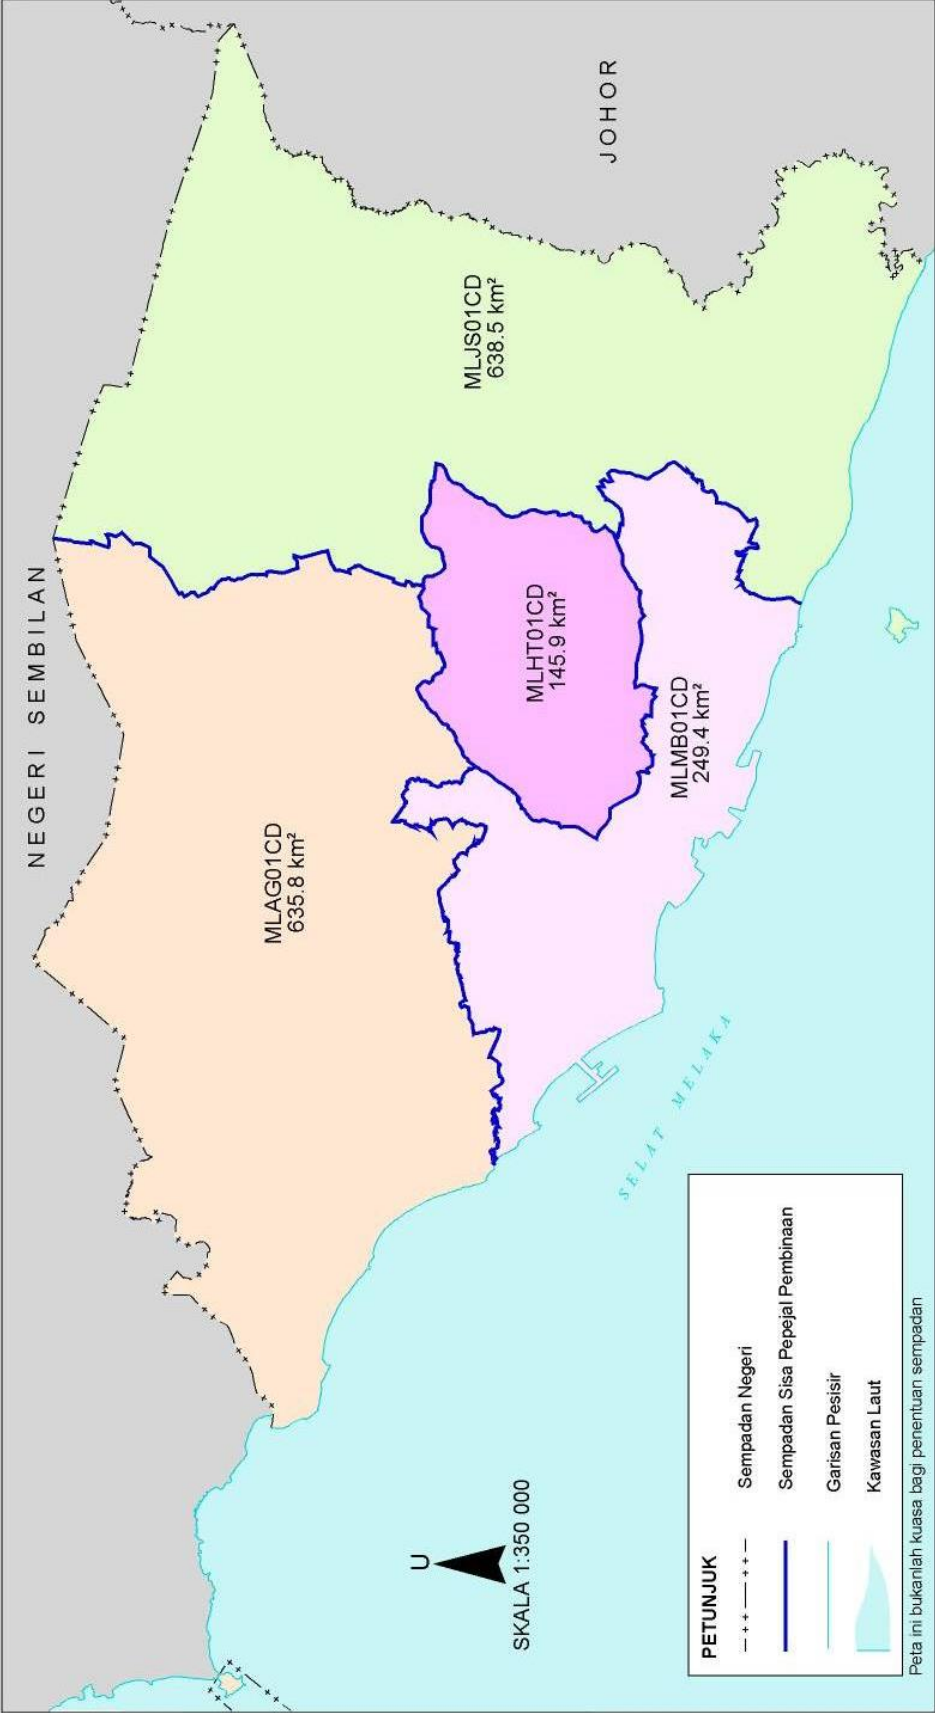 NEGERI SEMBILAN
JOHOR
MLAG01CD
635.8 km²
MLJS01CD
638.5 km²
MLHT01CD
145.9 km²
MLMB01CD
249.4 km²
SELAT MELAKA
U
SKALA 1:350 000
PETUNJUK
Sempadan Negeri
Sempadan Sisa Pepejal Pembinaan
Garisan Pesisir
Kawasan Laut
Peta ini bukanlah kuasa bagi penentuan sempadan